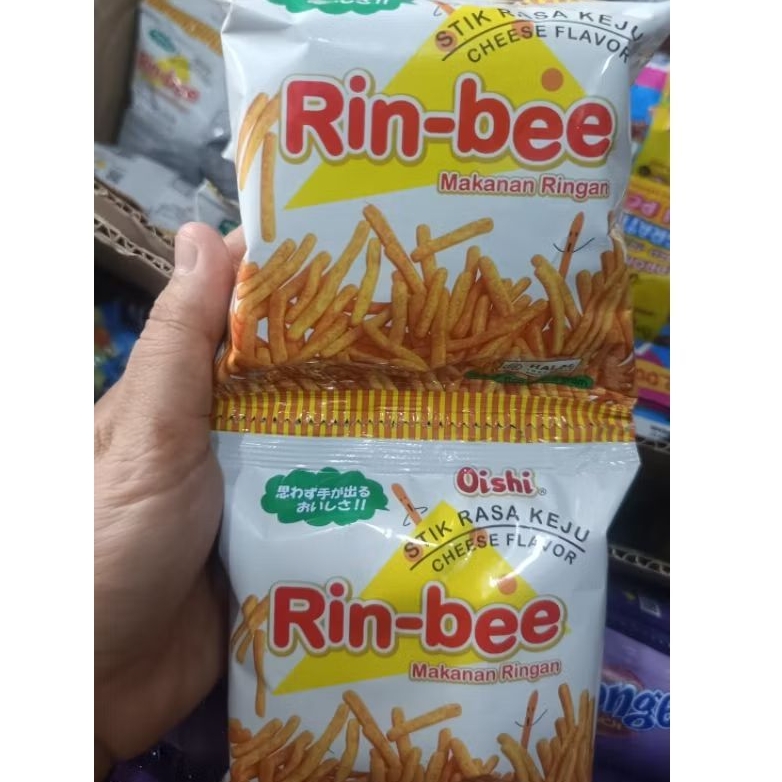 STIK RASA KEJU
CHEESE FLAVOR
Rin-bee
Makanan Ringan
HALAL
思わず手が出る
おいしさ!!
Oishi®
STIK RASA KEJU
CHEESE FLAVOR
Rin-bee
Makanan Ringan